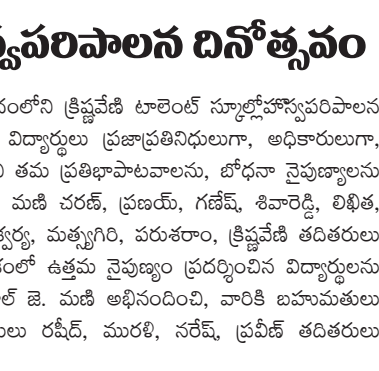 స్వపరిపాలన దినోత్సవం
నంలోని క్రిష్ణవేణి టాలెంట్ స్కూల్లోహాస్వపరిపాలన
విద్యార్థులు ప్రజాప్రతినిధులుగా, అధికారులుగా,
తమ ప్రతిభాపాటవాలను, బోధనా నైపుణ్యాలను
మణి చరణ్, ప్రణయ్, గణేష్, శివారెడ్డి, లిఖిత,
శ్వర్య, మత్స్యగిరి, పరుశరాం, క్రిష్ణవేణి తదితరులు
లో ఉత్తమ నైపుణ్యం ప్రదర్శించిన విద్యార్థులను
ల్ జె. మణి అభినందించి, వారికి బహుమతులు
లు రషీద్, మురళి, నరేష్, ప్రవీణ్ తదితరులు